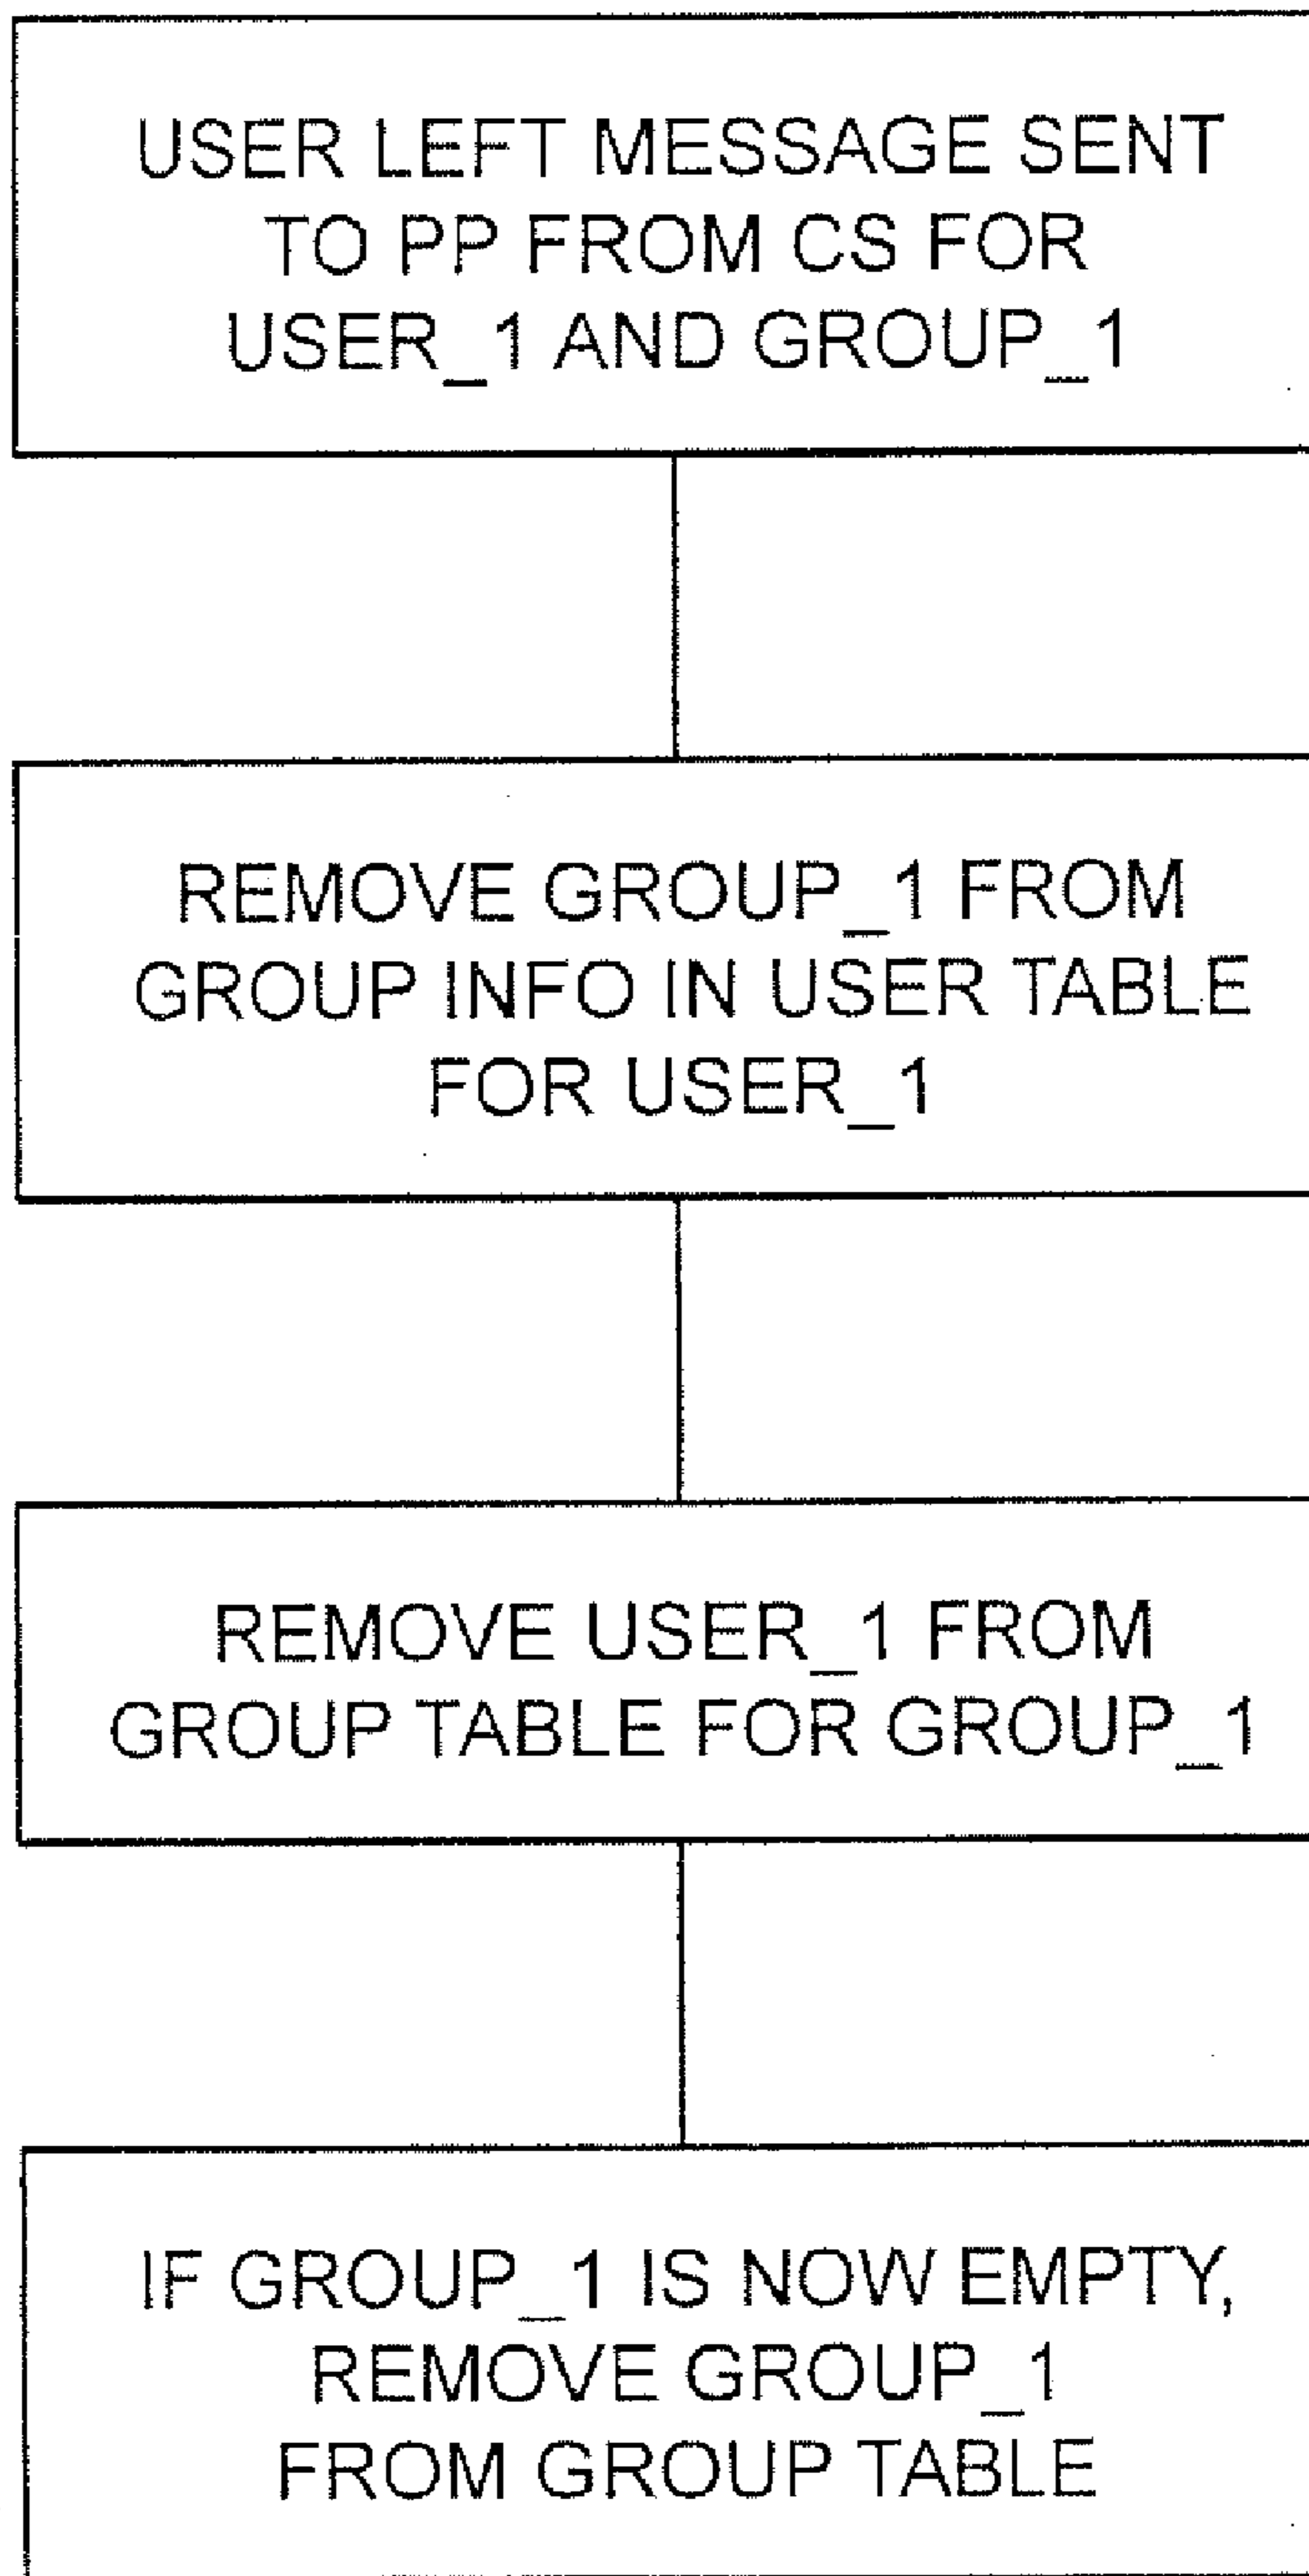 USER LEFT MESSAGE SENT
TO PP FROM CS FOR
USER_1 AND GROUP_1
REMOVE GROUP_1 FROM
GROUP INFO IN USER TABLE
FOR USER_1
REMOVE USER_1 FROM
GROUP TABLE FOR GROUP_1
IF GROUP_1 IS NOW EMPTY,
REMOVE GROUP_1
FROM GROUP TABLE